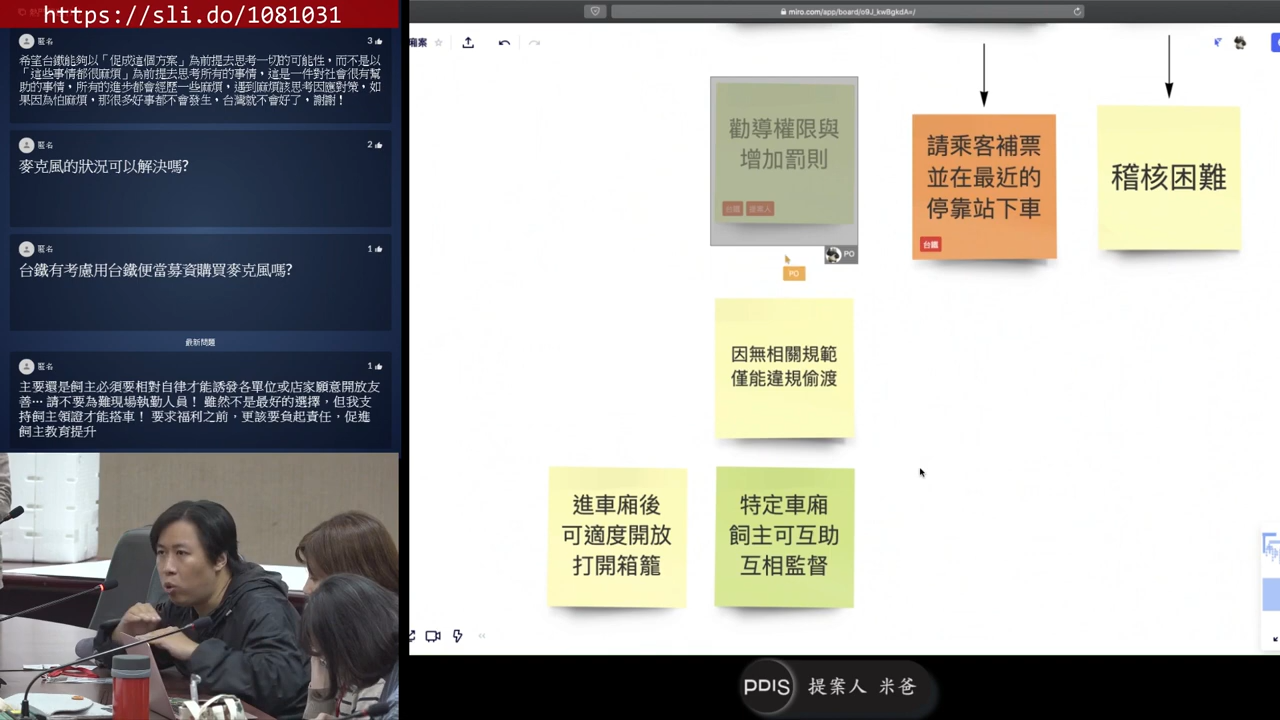 https://sli.do/1081031
匿名
3
希望台鐵能夠以「促成這個方案」為前提去思考一切的可能性，而不是以
「這些事情都很麻煩」為前提去思考所有的事情，這是一件對社會很有幫
助的事情，所有的進步都會經歷一些麻煩，遇到麻煩該思考因應對策，如
果因為怕麻煩，那很多好事都不會發生，台灣就不會好了，謝謝！
匿名
2
麥克風的狀況可以解決嗎?
匿名
1
台鐵有考慮用台鐵便當募資購買麥克風嗎?
最新問題
匿名
1
主要還是飼主必須要相對自律才能誘發各單位或店家願意開放友
善⋯ 請不要為難現場執勤人員！ 雖然不是最好的選擇，但我支
持飼主領證才能搭車！ 要求福利之前，更該要負起責任，促進
飼主教育提升
miro.com/app/board/o9J_kwBgkdA=/
廂案
勸導權限與
增加罰則
台鐵 提案人
PO
PO
請乘客補票
並在最近的
停靠站下車
台鐵
稽核困難
因無相關規範
僅能違規偷渡
進車廂後
可適度開放
打開箱籠
特定車廂
飼主可互助
互相監督
PDIS 提案人 米爸